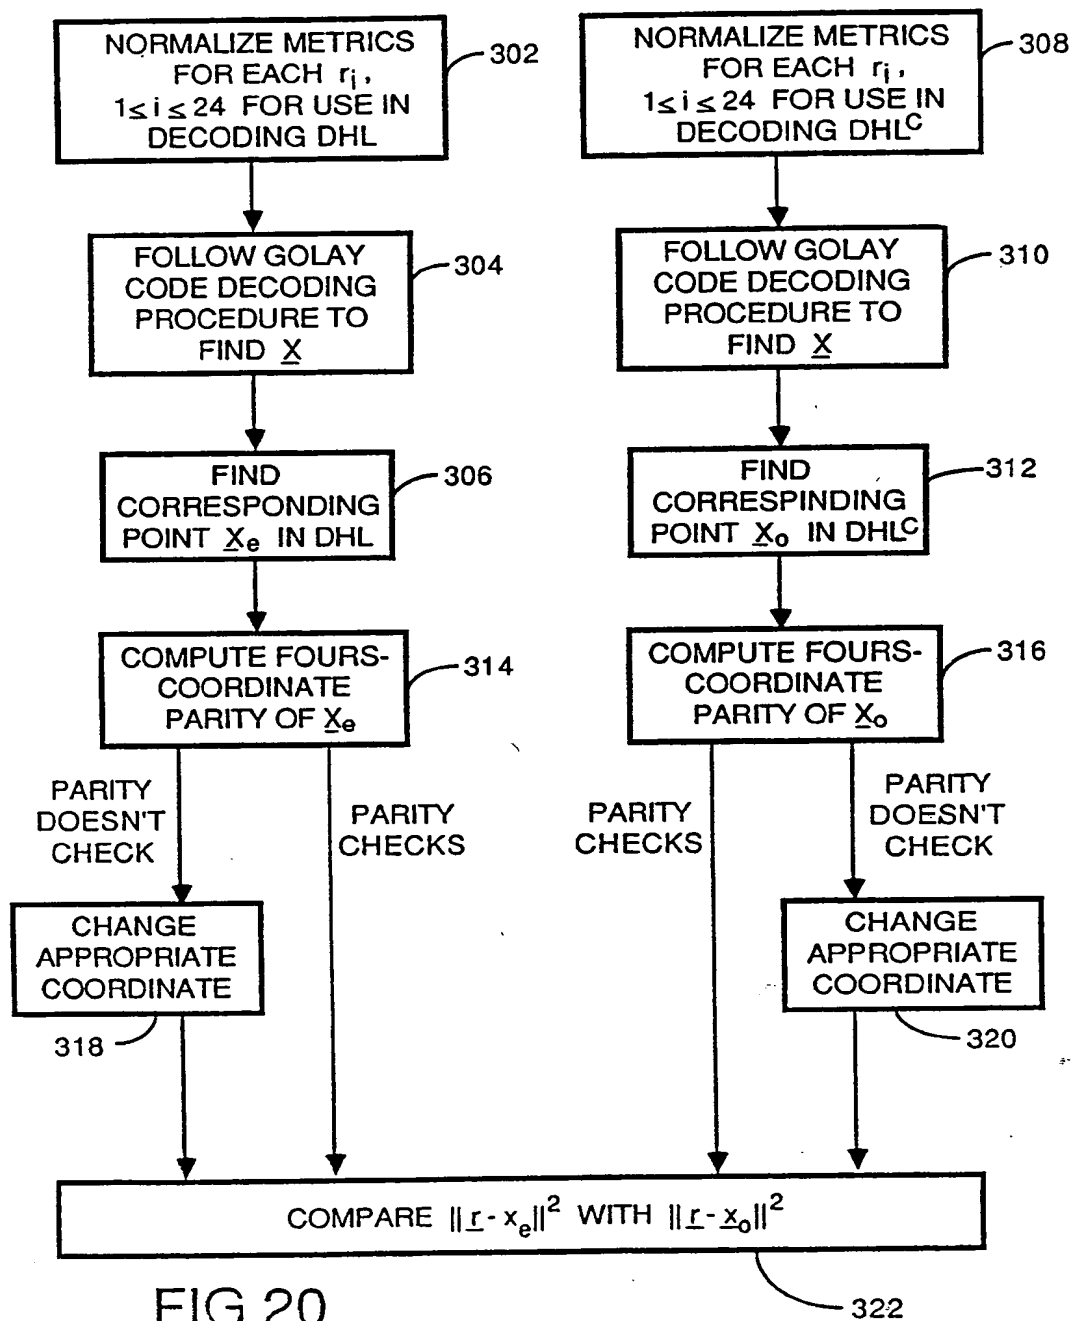 NORMALIZE METRICS
FOR EACH ri,
1≤ i ≤ 24 FOR USE IN
DECODING DHL
302
FOLLOW GOLAY
CODE DECODING
PROCEDURE TO
FIND X
304
FIND
CORRESPONDING
POINT Xe IN DHL
306
COMPUTE FOURS-
COORDINATE
PARITY OF Xe
314
PARITY
DOESN'T
CHECK
PARITY
CHECKS
CHANGE
APPROPRIATE
COORDINATE
318
NORMALIZE METRICS
FOR EACH ri,
1≤ i ≤ 24 FOR USE IN
DECODING DHLC
308
FOLLOW GOLAY
CODE DECODING
PROCEDURE TO
FIND X
310
FIND
CORRESPINDING
POINT Xo IN DHLC
312
COMPUTE FOURS-
COORDINATE
PARITY OF Xo
316
PARITY
CHECKS
PARITY
DOESN'T
CHECK
CHANGE
APPROPRIATE
COORDINATE
320
COMPARE ||r - xe||2 WITH ||r - xo||2
322
FIG 20